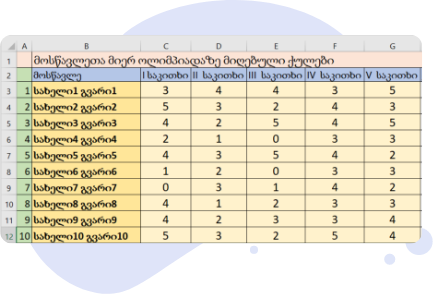 A B C D E F G
1 მოსწავლეთა მიერ ოლიმპიადაზე მიღებული ქულები
2 მოსწავლე I საკითხი II საკითხი III საკითხი IV საკითხი V საკითხი
3 1 სახელი1 გვარი1 3 4 4 3 5
4 2 სახელი2 გვარი2 5 3 2 4 3
5 3 სახელი3 გვარი3 4 2 5 4 5
6 4 სახელი4 გვარი4 2 1 0 3 3
7 5 სახელი5 გვარი5 4 3 5 4 2
8 6 სახელი6 გვარი6 1 2 0 3 3
9 7 სახელი7 გვარი7 0 3 1 4 2
10 8 სახელი8 გვარი8 4 1 2 3 3
11 9 სახელი9 გვარი9 4 2 3 3 4
12 10 სახელი10 გვარი10 5 3 2 5 4